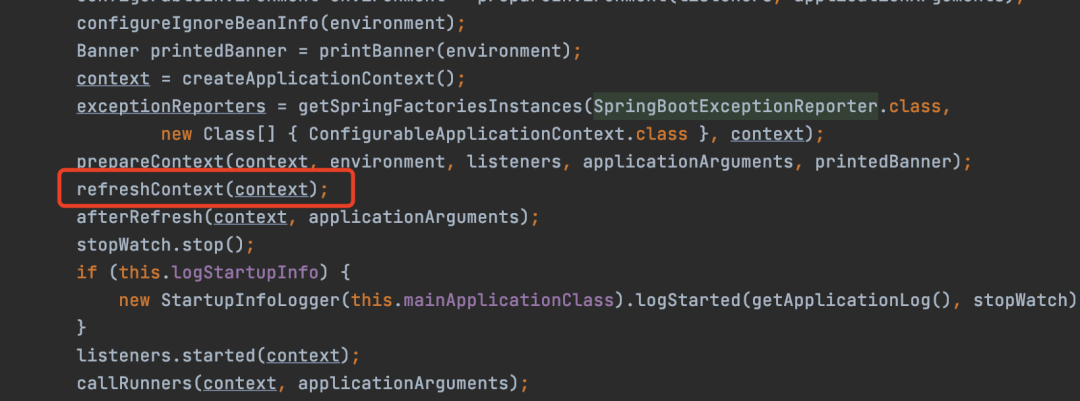 configureIgnoreBeanInfo(environment);
Banner printedBanner = printBanner(environment);
context = createApplicationContext();
exceptionReporters = getSpringFactoriesInstances(SpringBootExceptionReporter.class,
new Class[] { ConfigurableApplicationContext.class }, context);
prepareContext(context, environment, listeners, applicationArguments, printedBanner);
refreshContext(context);
afterRefresh(context, applicationArguments);
stopWatch.stop();
if (this.logStartupInfo) {
new StartupInfoLogger(this.mainApplicationClass).logStarted(getApplicationLog(), stopWatch)
}
listeners.started(context);
callRunners(context, applicationArguments);